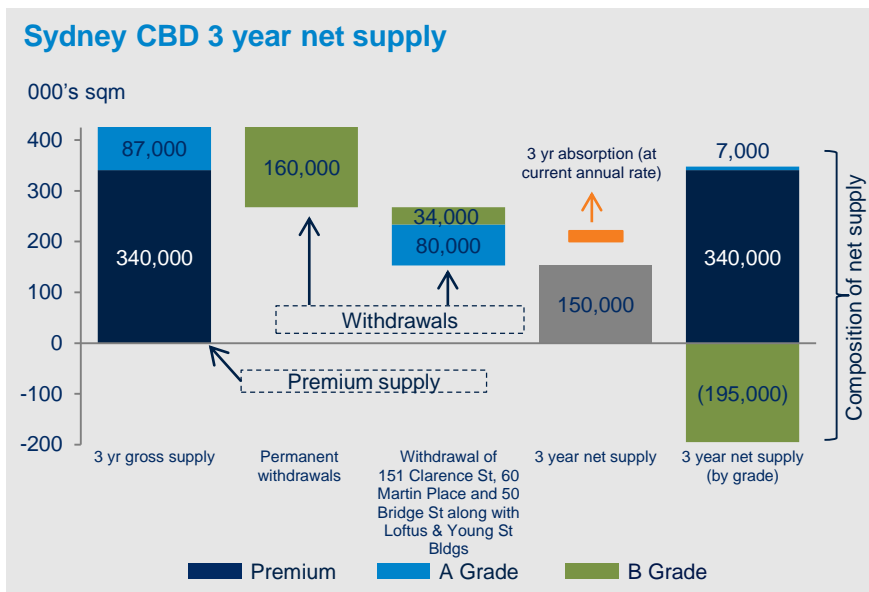 Sydney CBD 3 year net supply
000's sqm
400
300
200
100
0
-100
-200
87,000
340,000
160,000
34,000
80,000
3 yr absorption (at
current annual rate)
150,000
7,000
340,000
(195,000)
Withdrawals
Premium supply
Composition of net supply
3 yr gross supply
Permanent
withdrawals
Withdrawal of
151 Clarence St, 60
Martin Place and 50
Bridge St along with
Loftus & Young St
Bldgs
3 year net supply
3 year net supply
(by grade)
Premium
A Grade
B Grade